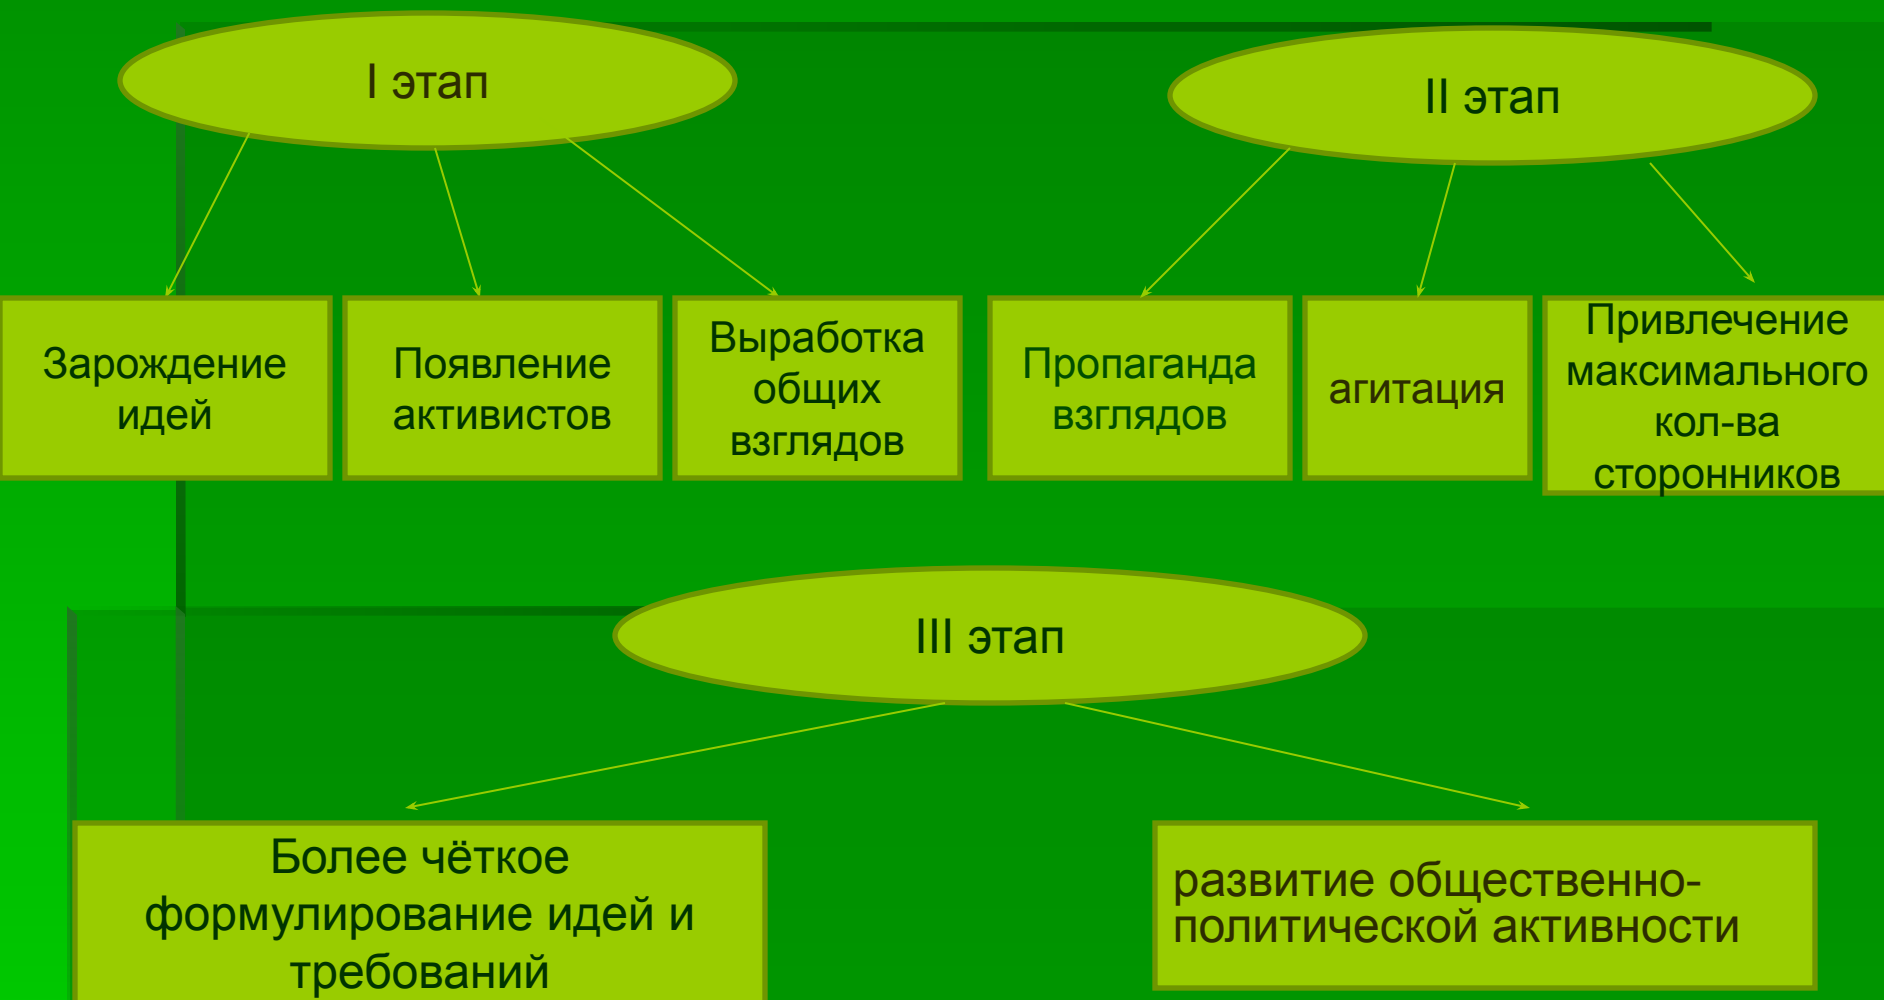 I этап
II этап
Зарождение
идей
Появление
активистов
Выработка
общих
взглядов
Пропаганда
взглядов
агитация
Привлечение
максимального
кол-ва
сторонников
III этап
Более чёткое
формулирование идей и
требований
развитие общественно-
политической активности